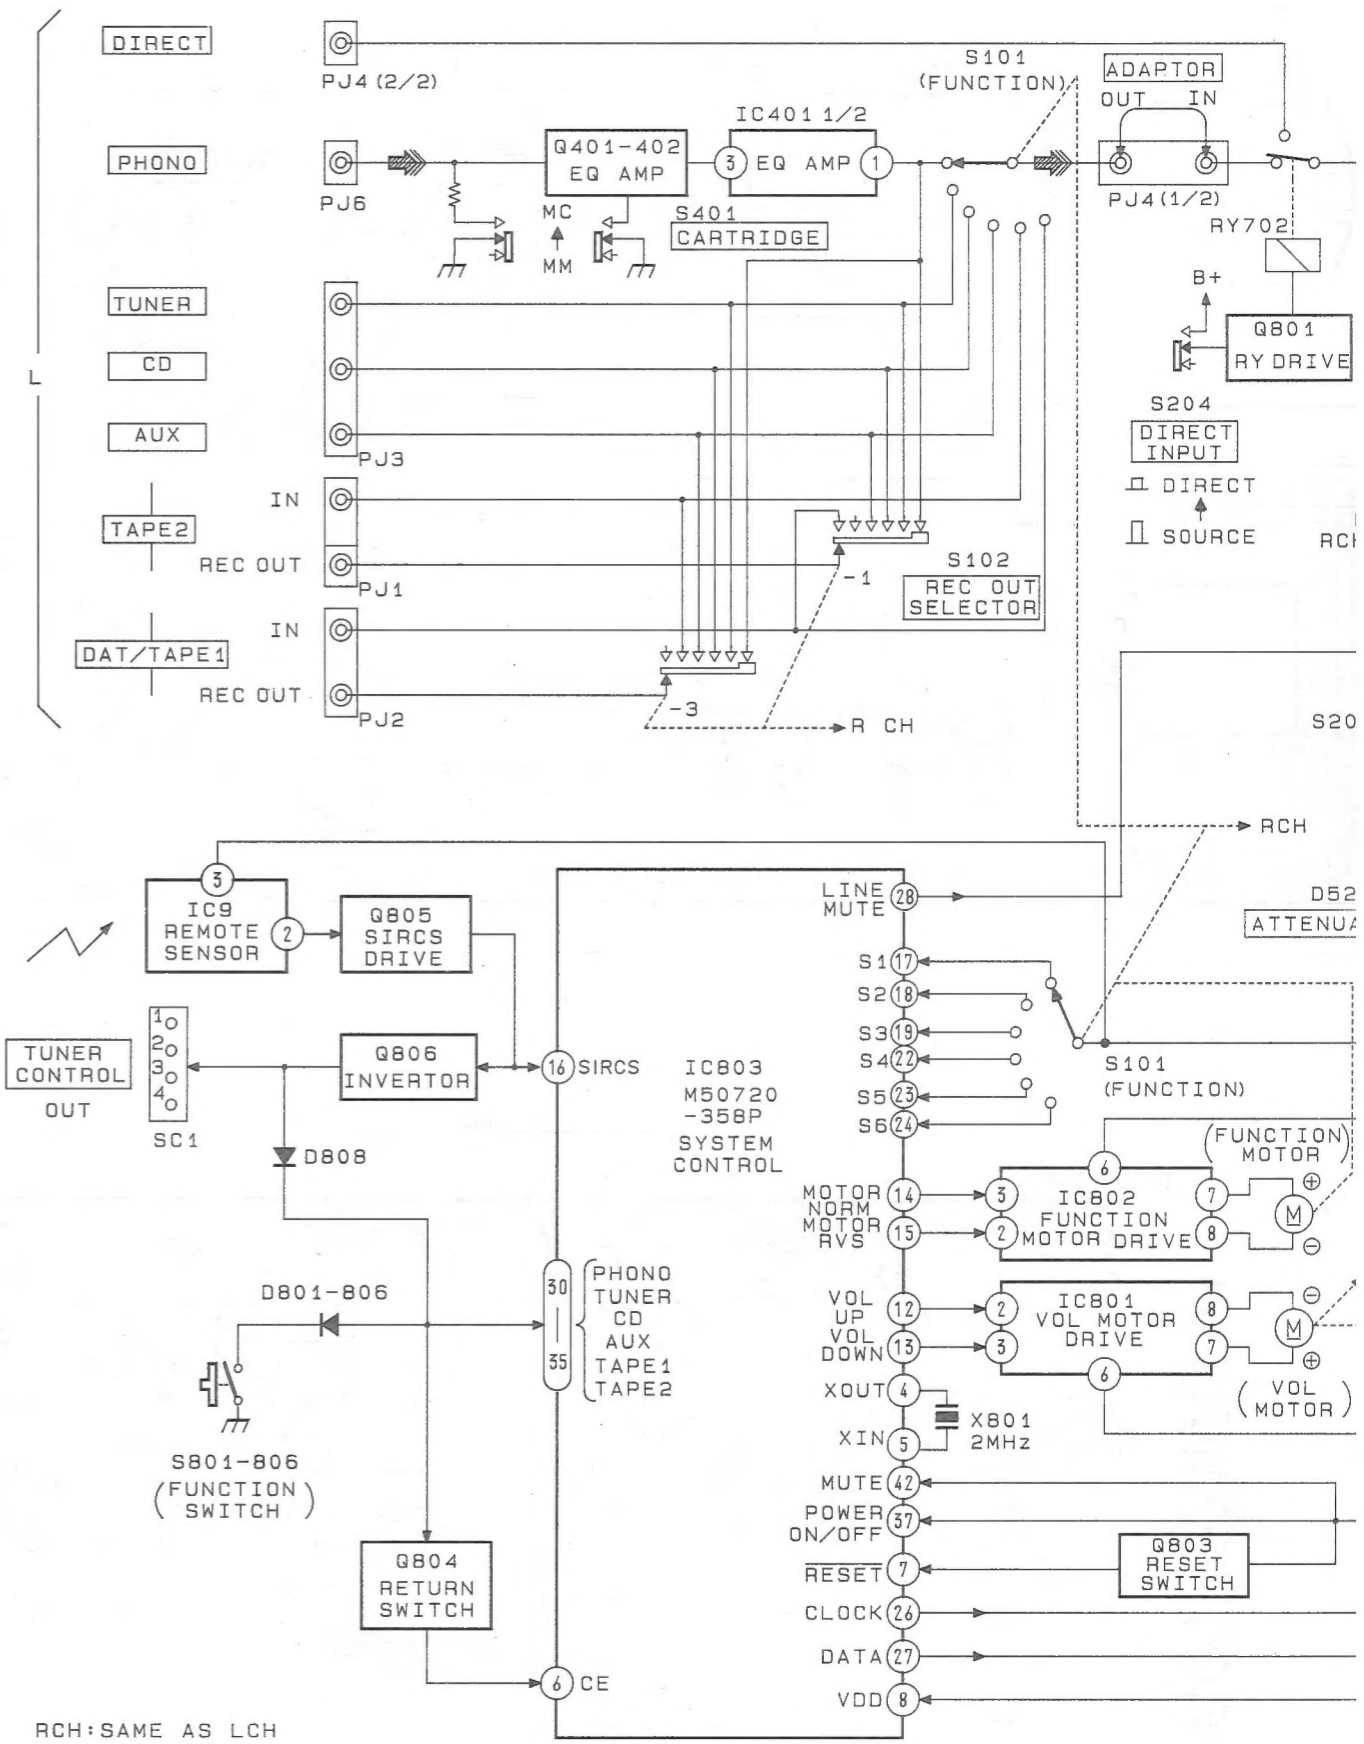 DIRECT
PJ4 (2/2)
S101
(FUNCTION)
ADAPTOR
OUT IN
IC401 1/2
PHONO
PJ6
Q401-402
EQ AMP
3 EQ AMP 1
PJ4 (1/2)
MC
MM
S401
CARTRIDGE
RY702
B+
Q801
RY DRIVE
TUNER
CD
L
AUX
PJ3
S204
DIRECT
INPUT
DIRECT
SOURCE
IN
TAPE2
REC OUT
PJ1
-1
S102
REC OUT
SELECTOR
RCH
IN
DAT/TAPE1
REC OUT
PJ2
-3
R CH
S20
RCH
3
IC9
REMOTE
SENSOR
2
Q805
SIRCS
DRIVE
LINE
MUTE
28
D52
ATTENUA
S1 17
S2 18
S3 19
S4 22
S5 23
S6 24
S101
(FUNCTION)
TUNER
CONTROL
OUT
1
2
3
4
SC1
Q806
INVERTOR
16 SIRCS
IC803
M50720
-358P
SYSTEM
CONTROL
D808
(FUNCTION
MOTOR)
MOTOR
NORM
14
MOTOR
RVS
15
6
3
2
IC802
FUNCTION
MOTOR DRIVE
7
8
⊕
M
⊖
D801-806
30
35
PHONO
TUNER
CD
AUX
TAPE1
TAPE2
VOL
UP
12
VOL
DOWN
13
2
3
IC801
VOL MOTOR
DRIVE
8
7
6
⊖
M
⊕
(VOL
MOTOR)
XOUT 4
XIN 5
X801
2MHz
S801-806
(FUNCTION
SWITCH)
MUTE 42
POWER
ON/OFF
37
RESET 7
Q803
RESET
SWITCH
Q804
RETURN
SWITCH
CLOCK 26
DATA 27
6 CE
VDD 8
RCH:SAME AS LCH